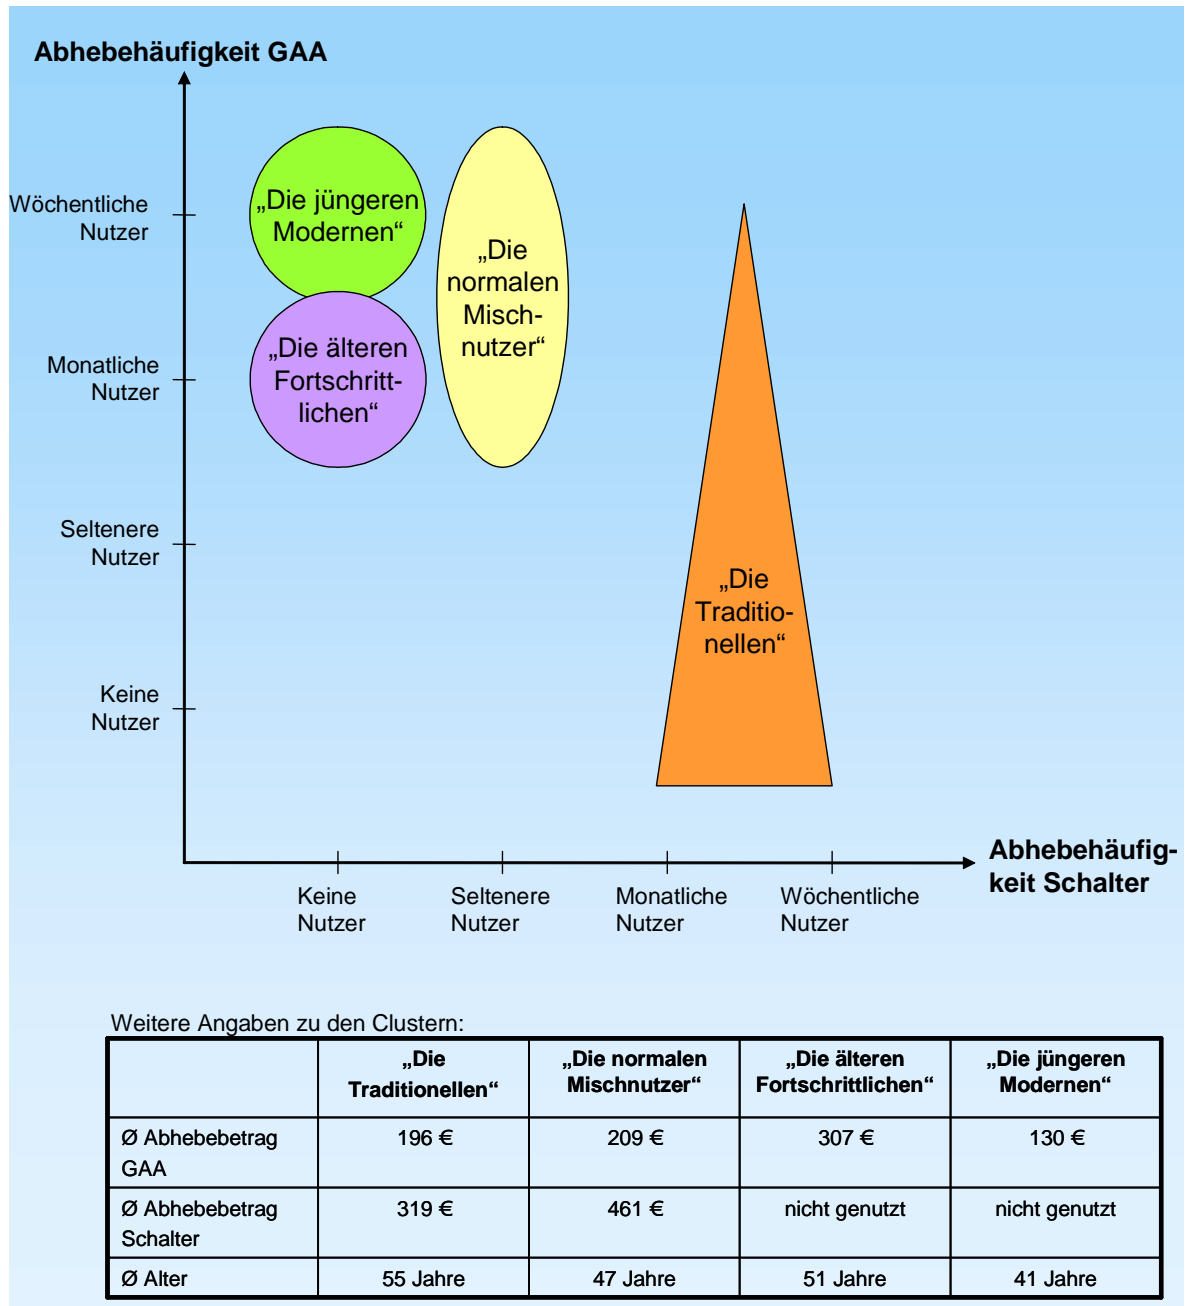 Abhebehäufigkeit GAA
Wöchentliche
Nutzer
Monatliche
Nutzer
Seltenere
Nutzer
Keine
Nutzer
„Die jüngeren
Modernen“
„Die älteren
Fortschritt-
lichen“
„Die
normalen
Misch-
nutzer“
„Die
Traditio-
nellen“
Abhebehäufig-
keit Schalter
Keine
Nutzer
Seltenere
Nutzer
Monatliche
Nutzer
Wöchentliche
Nutzer
Weitere Angaben zu den Clustern:
„Die
Traditionellen“
„Die normalen
Mischnutzer“
„Die älteren
Fortschrittlichen“
„Die jüngeren
Modernen“
Ø Abhebebetrag
GAA
196 €
209 €
307 €
130 €
Ø Abhebebetrag
Schalter
319 €
461 €
nicht genutzt
nicht genutzt
Ø Alter
55 Jahre
47 Jahre
51 Jahre
41 Jahre